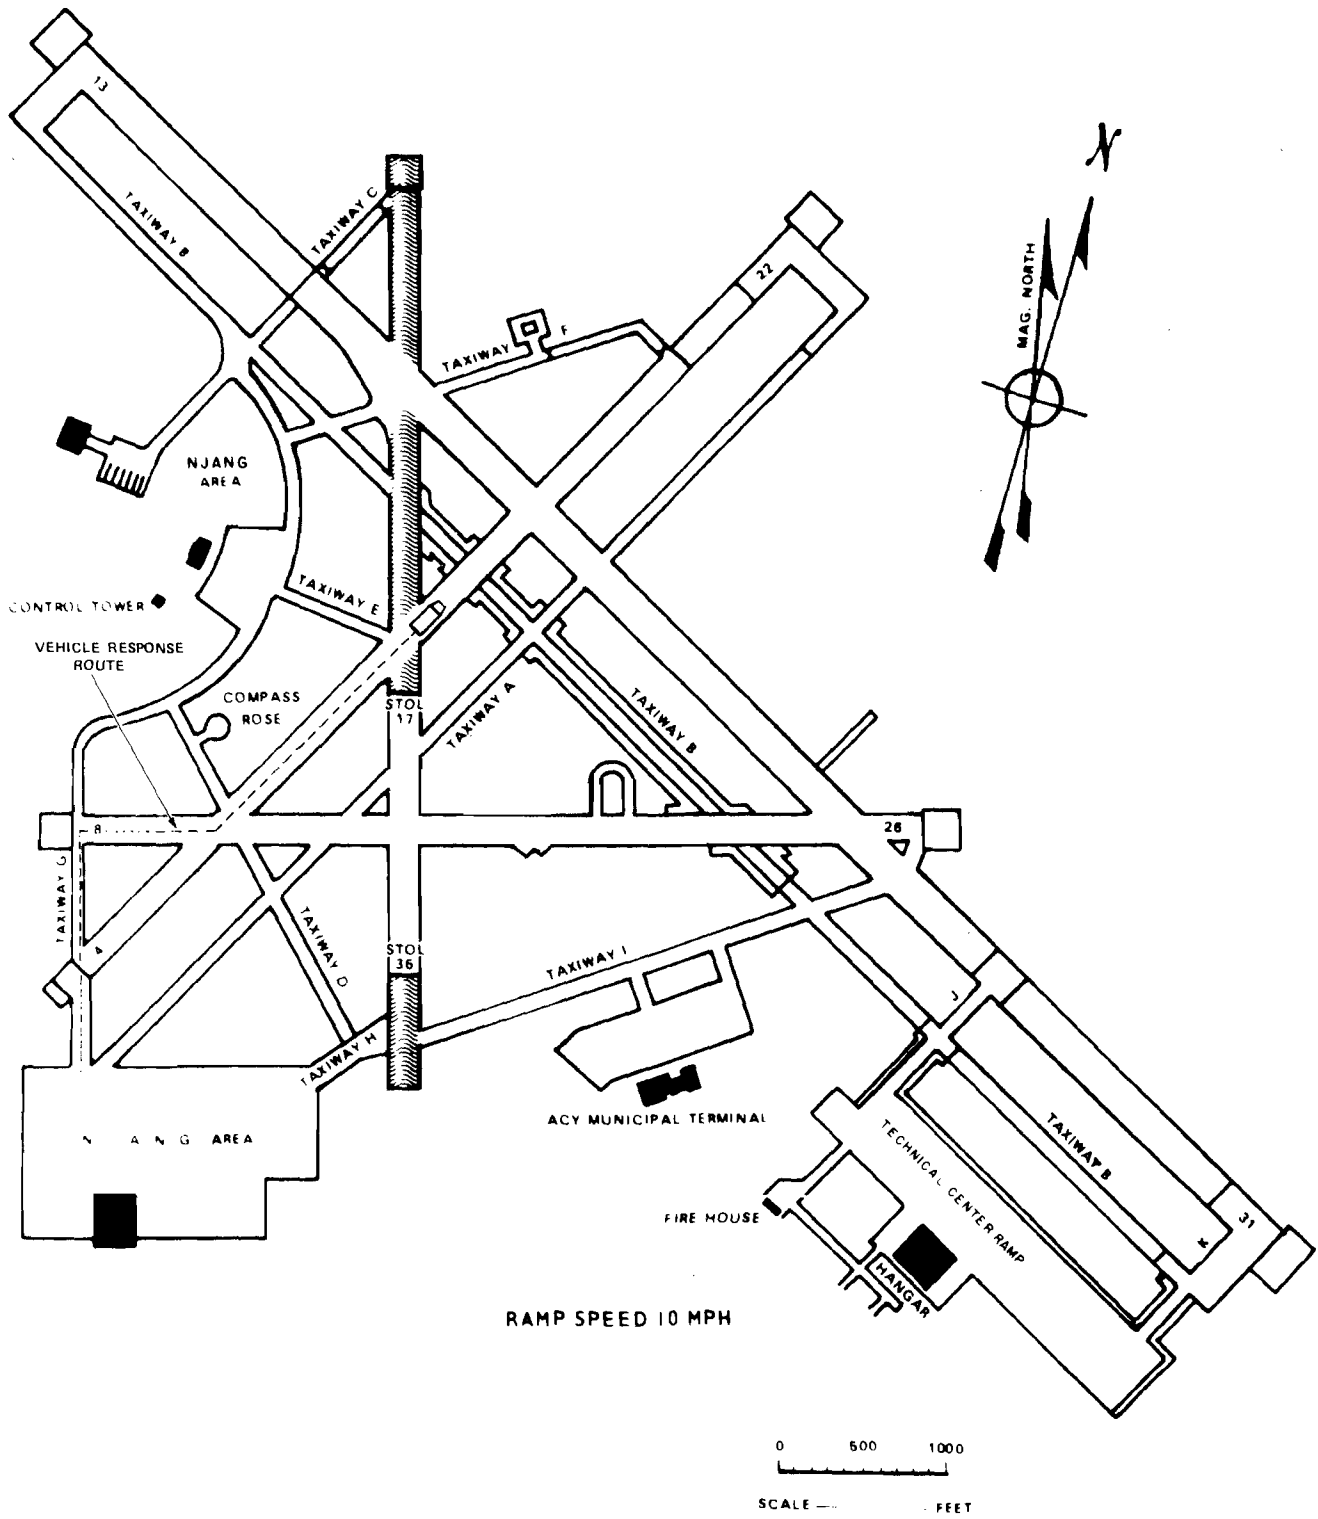 13
TAXIWAY B
TAXIWAY C
22
TAXIWAY F
N
MAG. NORTH
NJANG
AREA
CONTROL TOWER
TAXIWAY E
VEHICLE RESPONSE
ROUTE
COMPASS
ROSE
STOL
17
TAXIWAY A
TAXIWAY B
8
26
TAXIWAY G
4
TAXIWAY D
STOL
36
TAXIWAY I
J
TAXIWAY H
ACY MUNICIPAL TERMINAL
N ANG AREA
TAXIWAY B
TECHNICAL CENTER RAMP
FIRE HOUSE
31
K
HANGAR
RAMP SPEED 10 MPH
0 500 1000
SCALE — FEET